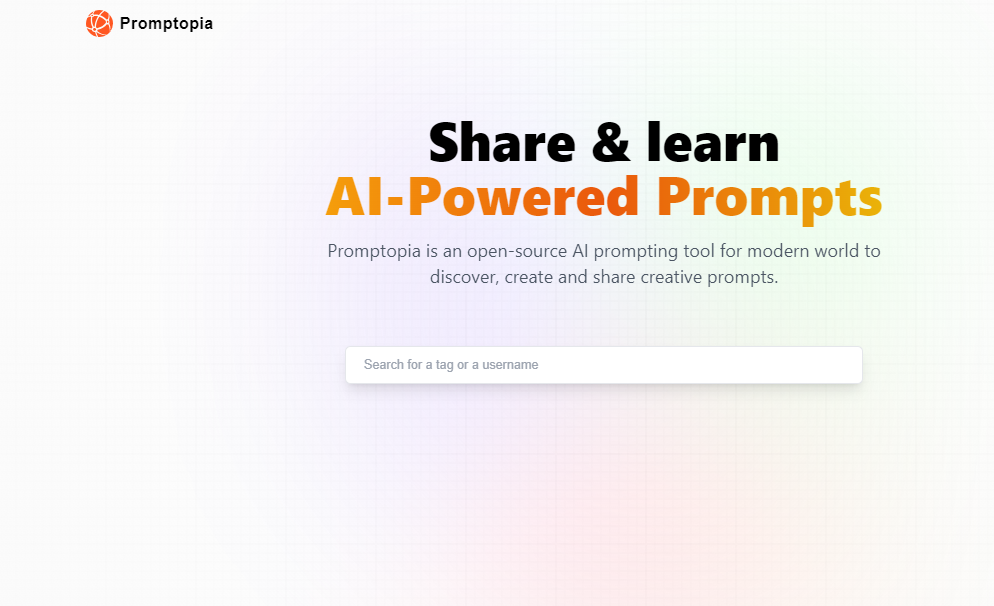 Promptopia
Share & learn
AI-Powered Prompts
Promptopia is an open-source AI prompting tool for modern world to
discover, create and share creative prompts.
Search for a tag or a username